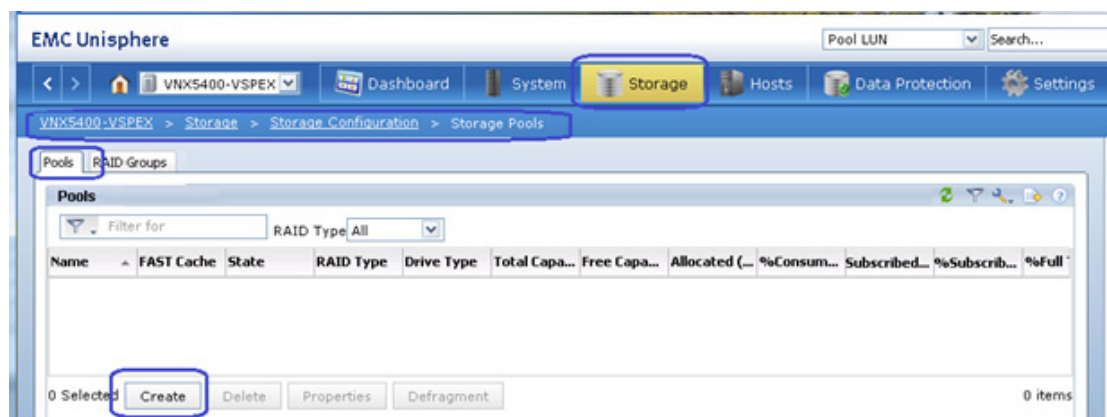 EMC Unisphere
Pool LUN Search...
VNX5400-VSPEX Dashboard System Storage Hosts Data Protection Settings
VNX5400-VSPEX > Storage > Storage Configuration > Storage Pools
Pools RAID Groups
Pools
Filter for RAID Type All
Name FAST Cache State RAID Type Drive Type Total Capa... Free Capa... Allocated (... %Consum... Subscribed... %Subscrib... %Full
0 Selected Create Delete Properties Defragment 0 items